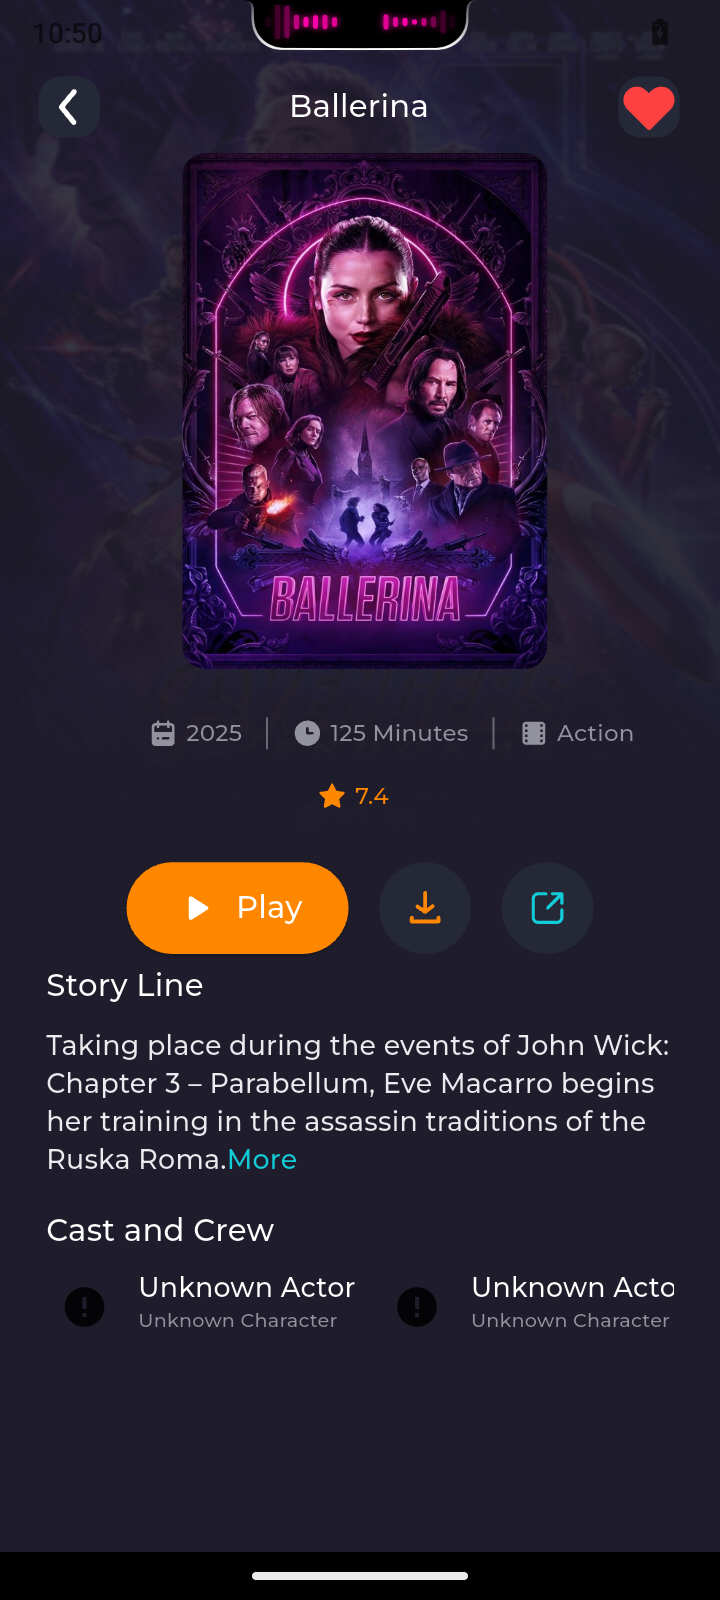 10:50
Ballerina
BALLERINA
2025
125 Minutes
Action
7.4
Play
Story Line
Taking place during the events of John Wick:
Chapter 3 – Parabellum, Eve Macarro begins
her training in the assassin traditions of the
Ruska Roma.More
Cast and Crew
Unknown Actor
Unknown Character
Unknown Acto
Unknown Character